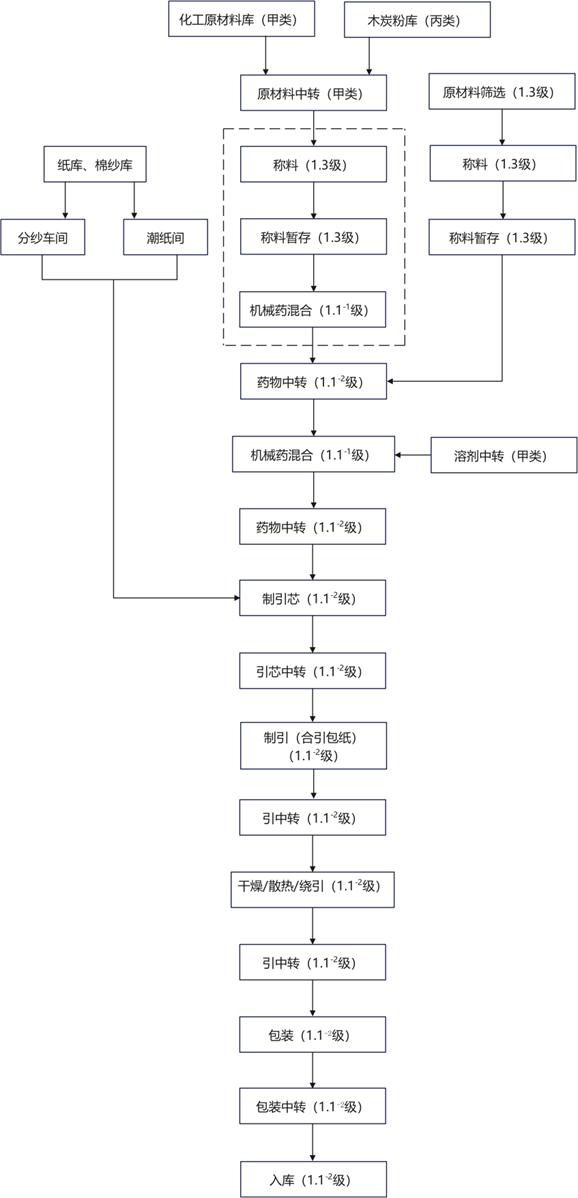 化工原材料库（甲类）
木炭粉库（丙类）
原材料中转（甲类）
原材料筛选（1.3级）
纸库、棉纱库
称料（1.3级）
称料（1.3级）
分纱车间
潮纸间
称料暂存（1.3级）
称料暂存（1.3级）
机械药混合（1.1⁻¹级）
药物中转（1.1⁻²级）
机械药混合（1.1⁻¹级）
溶剂中转（甲类）
药物中转（1.1⁻²级）
制引芯（1.1⁻²级）
引芯中转（1.1⁻²级）
制引（合引包纸）
（1.1⁻²级）
引中转（1.1⁻²级）
干燥/散热/绕引（1.1⁻²级）
引中转（1.1⁻²级）
包装（1.1⁻²级）
包装中转（1.1⁻²级）
入库（1.1⁻²级）